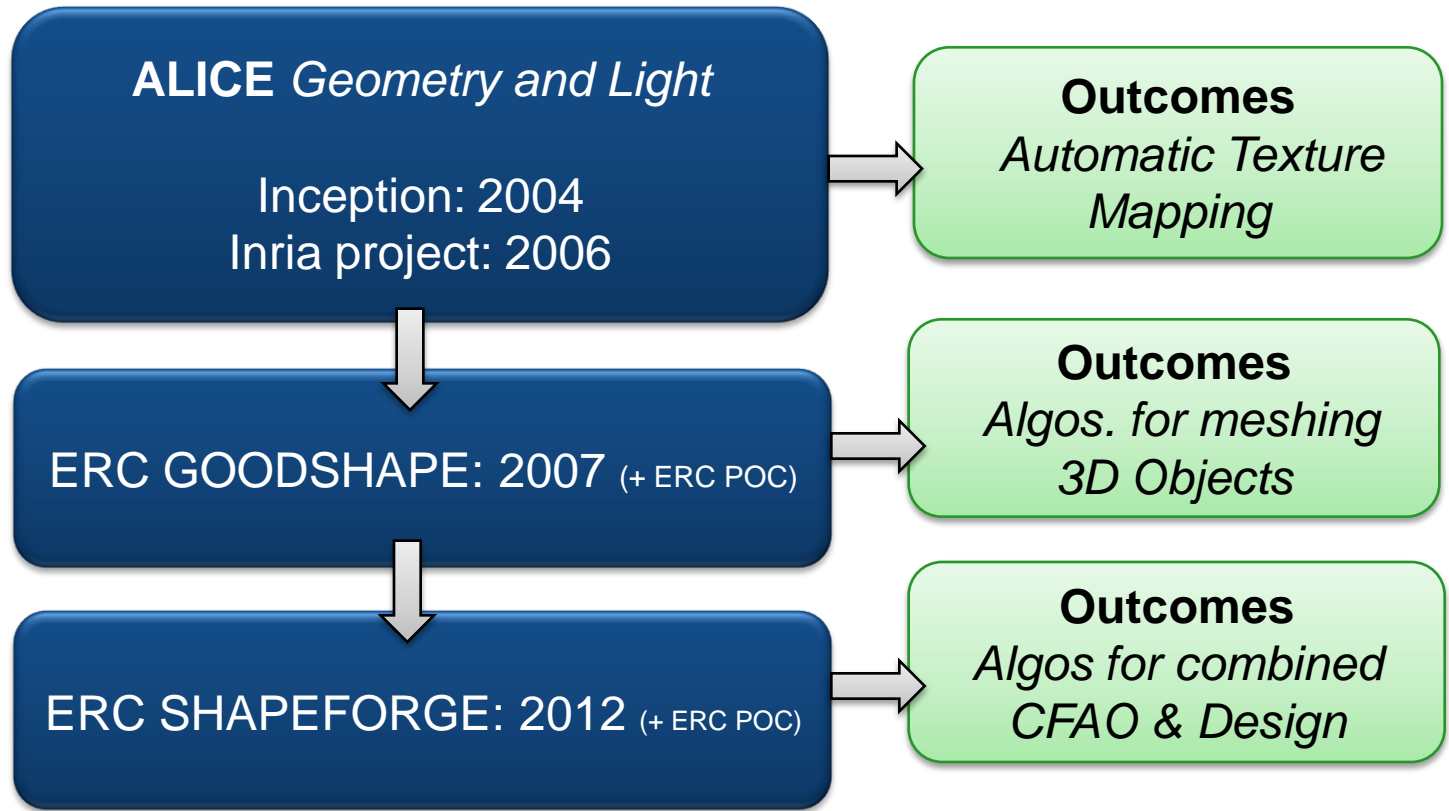 ALICE Geometry and Light
Inception: 2004
Inria project: 2006
Outcomes
Automatic Texture
Mapping
ERC GOODSHAPE: 2007 (+ ERC POC)
Outcomes
Algos. for meshing
3D Objects
ERC SHAPEFORGE: 2012 (+ ERC POC)
Outcomes
Algos for combined
CFAO & Design